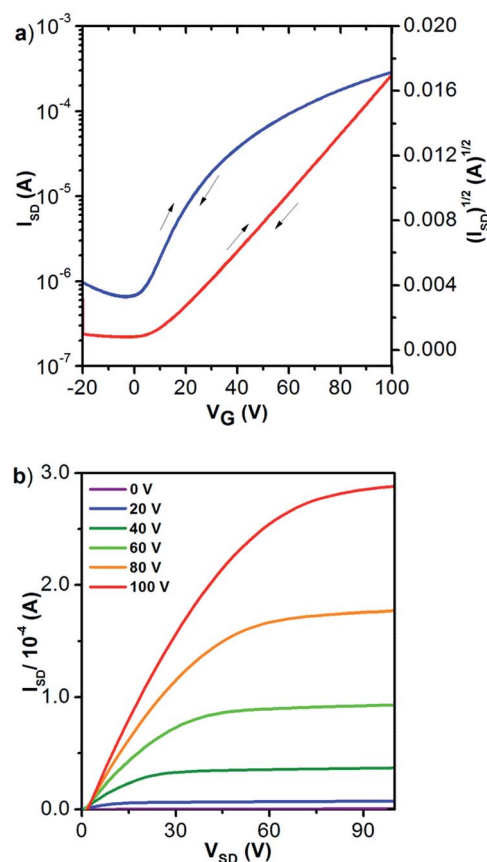 a)
10⁻³
10⁻⁴
10⁻⁵
10⁻⁶
10⁻⁷
I_SD (A)
0.020
0.016
0.012
0.008
0.004
0.000
(I_SD)^1/2 (A)^1/2
-20 0 20 40 60 80 100
V_G (V)
b)
3.0
2.0
1.0
0.0
I_SD/ 10⁻⁴ (A)
0 V
20 V
40 V
60 V
80 V
100 V
0 30 60 90
V_SD (V)